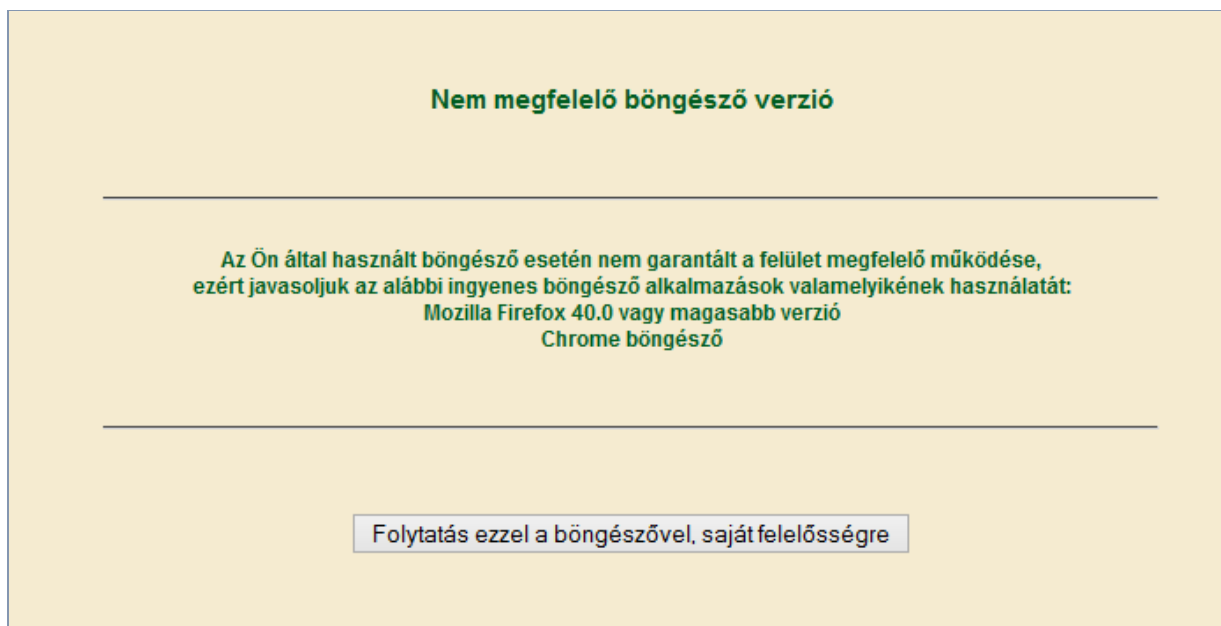 Nem megfelelő böngésző verzió
Az Ön által használt böngésző esetén nem garantált a felület megfelelő működése,
ezért javasoljuk az alábbi ingyenes böngésző alkalmazások valamelyikének használatát:
Mozilla Firefox 40.0 vagy magasabb verzió
Chrome böngésző
Folytatás ezzel a böngészővel, saját felelősségre